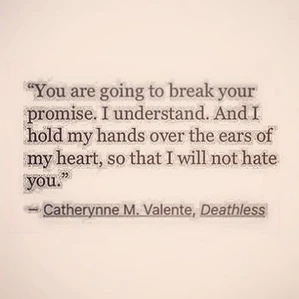 “You are going to break your
promise. I understand. And I
hold my hands over the ears of
my heart, so that I will not hate
you.”
— Catherynne M. Valente, Deathless